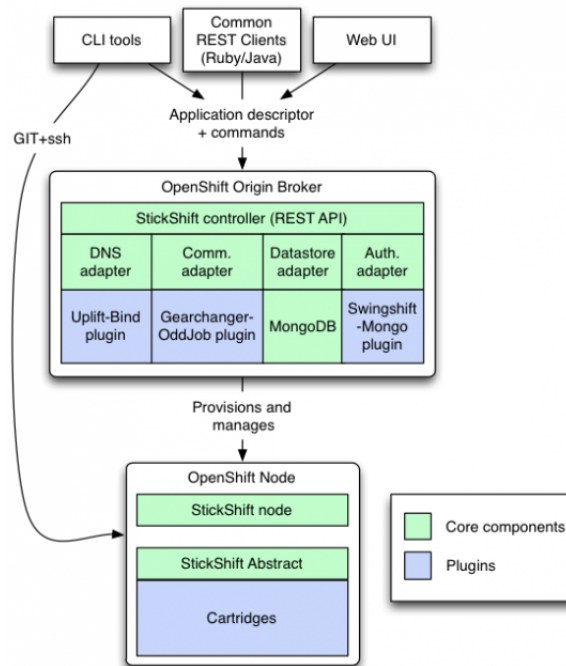 CLI tools
Common
REST Clients
(Ruby/Java)
Web UI
GIT+ssh
Application descriptor
+ commands
OpenShift Origin Broker
StickShift controller (REST API)
DNS
adapter
Comm.
adapter
Datastore
adapter
Auth.
adapter
Uplift-Bind
plugin
Gearchanger-
OddJob plugin
MongoDB
Swingshift
-Mongo
plugin
Provisions and
manages
OpenShift Node
StickShift node
StickShift Abstract
Cartridges
Core components
Plugins